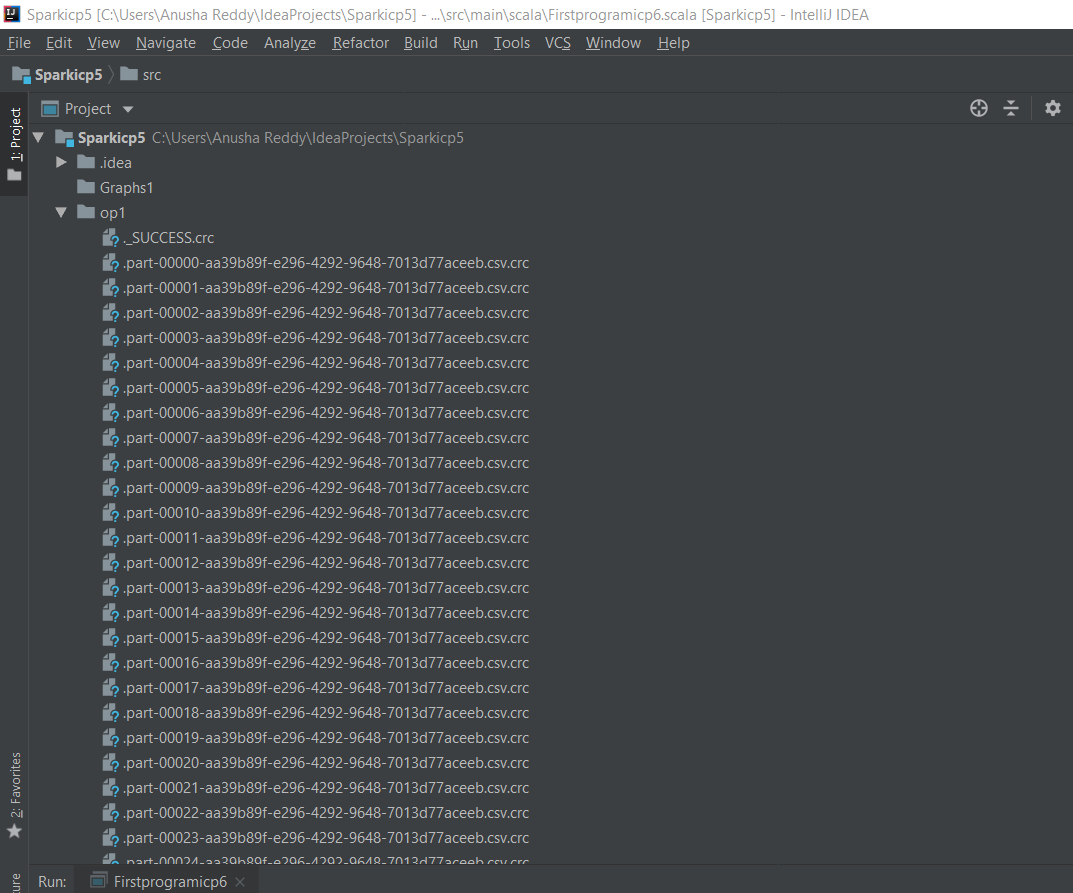 Sparkicp5 [C:\Users\Anusha Reddy\IdeaProjects\Sparkicp5] - ...\src\main\scala\Firstprogramicp6.scala [Sparkicp5] - IntelliJ IDEA
File Edit View Navigate Code Analyze Refactor Build Run Tools VCS Window Help
Sparkicp5 src
Project
1: Project
Sparkicp5 C:\Users\Anusha Reddy\IdeaProjects\Sparkicp5
.idea
Graphs1
op1
._SUCCESS.crc
.part-00000-aa39b89f-e296-4292-9648-7013d77aceeb.csv.crc
.part-00001-aa39b89f-e296-4292-9648-7013d77aceeb.csv.crc
.part-00002-aa39b89f-e296-4292-9648-7013d77aceeb.csv.crc
.part-00003-aa39b89f-e296-4292-9648-7013d77aceeb.csv.crc
.part-00004-aa39b89f-e296-4292-9648-7013d77aceeb.csv.crc
.part-00005-aa39b89f-e296-4292-9648-7013d77aceeb.csv.crc
.part-00006-aa39b89f-e296-4292-9648-7013d77aceeb.csv.crc
.part-00007-aa39b89f-e296-4292-9648-7013d77aceeb.csv.crc
.part-00008-aa39b89f-e296-4292-9648-7013d77aceeb.csv.crc
.part-00009-aa39b89f-e296-4292-9648-7013d77aceeb.csv.crc
.part-00010-aa39b89f-e296-4292-9648-7013d77aceeb.csv.crc
.part-00011-aa39b89f-e296-4292-9648-7013d77aceeb.csv.crc
.part-00012-aa39b89f-e296-4292-9648-7013d77aceeb.csv.crc
.part-00013-aa39b89f-e296-4292-9648-7013d77aceeb.csv.crc
.part-00014-aa39b89f-e296-4292-9648-7013d77aceeb.csv.crc
.part-00015-aa39b89f-e296-4292-9648-7013d77aceeb.csv.crc
.part-00016-aa39b89f-e296-4292-9648-7013d77aceeb.csv.crc
.part-00017-aa39b89f-e296-4292-9648-7013d77aceeb.csv.crc
.part-00018-aa39b89f-e296-4292-9648-7013d77aceeb.csv.crc
.part-00019-aa39b89f-e296-4292-9648-7013d77aceeb.csv.crc
.part-00020-aa39b89f-e296-4292-9648-7013d77aceeb.csv.crc
.part-00021-aa39b89f-e296-4292-9648-7013d77aceeb.csv.crc
.part-00022-aa39b89f-e296-4292-9648-7013d77aceeb.csv.crc
.part-00023-aa39b89f-e296-4292-9648-7013d77aceeb.csv.crc
.part-00024-aa39b89f-e296-4292-9648-7013d77aceeb.csv.crc
2: Favorites
ure
Run: Firstprogramicp6